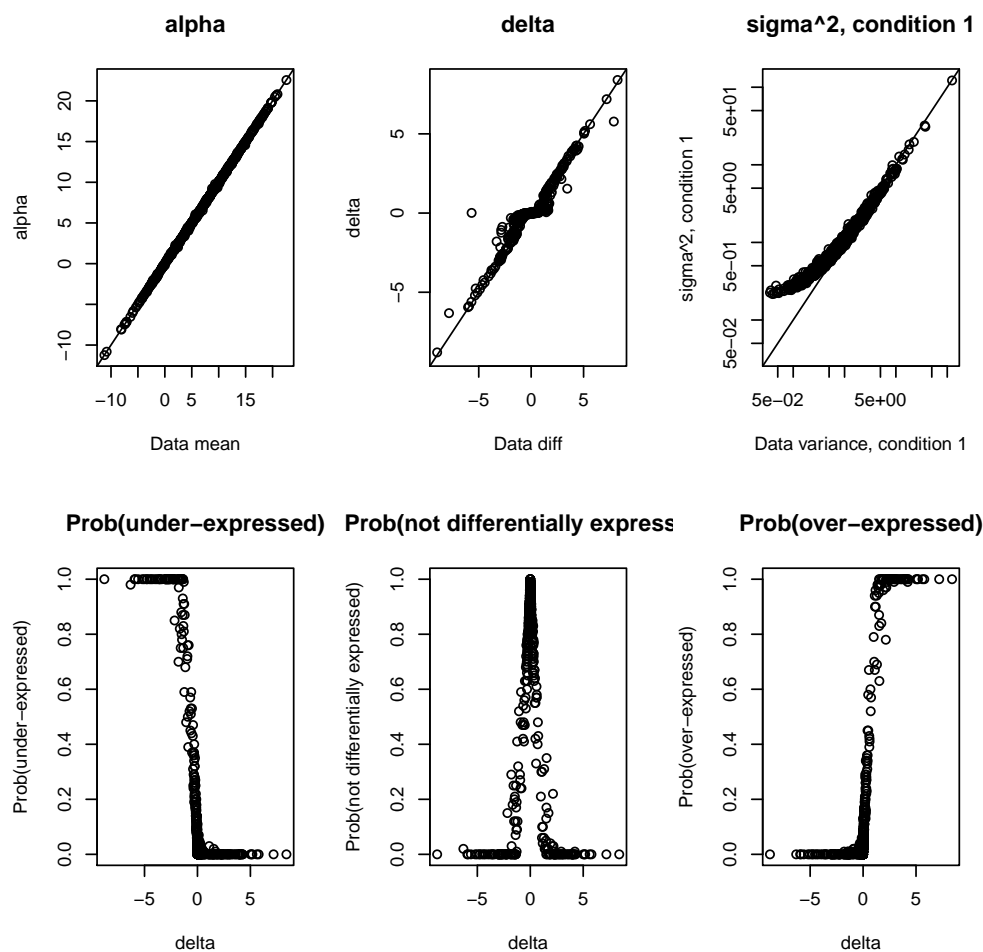 alpha
alpha
20
15
10
5
0
−10
−10 0 5 15
Data mean
delta
delta
5
0
−5
−5 0 5
Data diff
sigma^2, condition 1
sigma^2, condition 1
5e+01
5e+00
5e−01
5e−02
5e−02 5e+00
Data variance, condition 1
Prob(under−expressed)
Prob(under−expressed)
1.0
0.8
0.6
0.4
0.2
0.0
−5 0 5
delta
Prob(not differentially express
Prob(not differentially expressed)
1.0
0.8
0.6
0.4
0.2
0.0
−5 0 5
delta
Prob(over−expressed)
Prob(over−expressed)
1.0
0.8
0.6
0.4
0.2
0.0
−5 0 5
delta